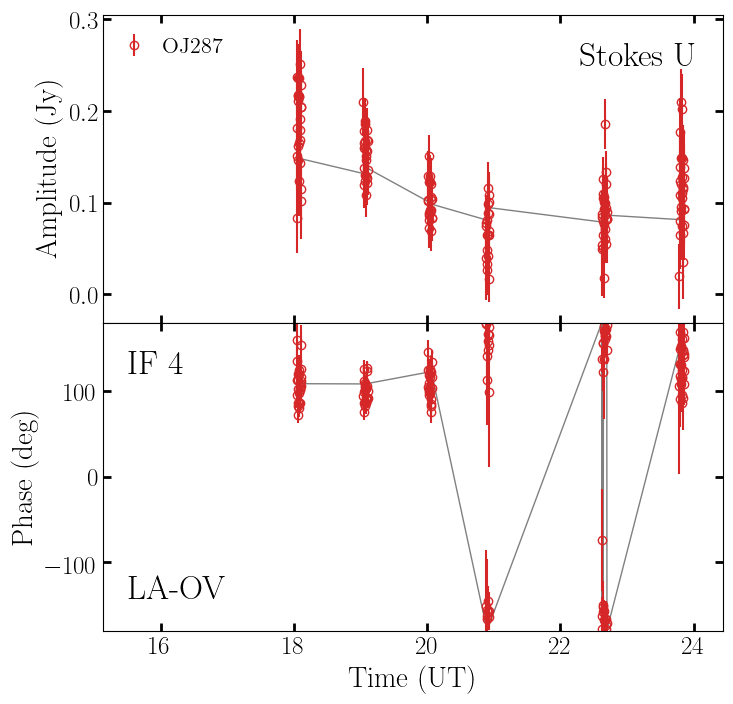 0.3
OJ287
Stokes U
0.2
Amplitude (Jy)
0.1
0.0
IF 4
100
Phase (deg)
0
−100
LA-OV
16 18 20 22 24
Time (UT)